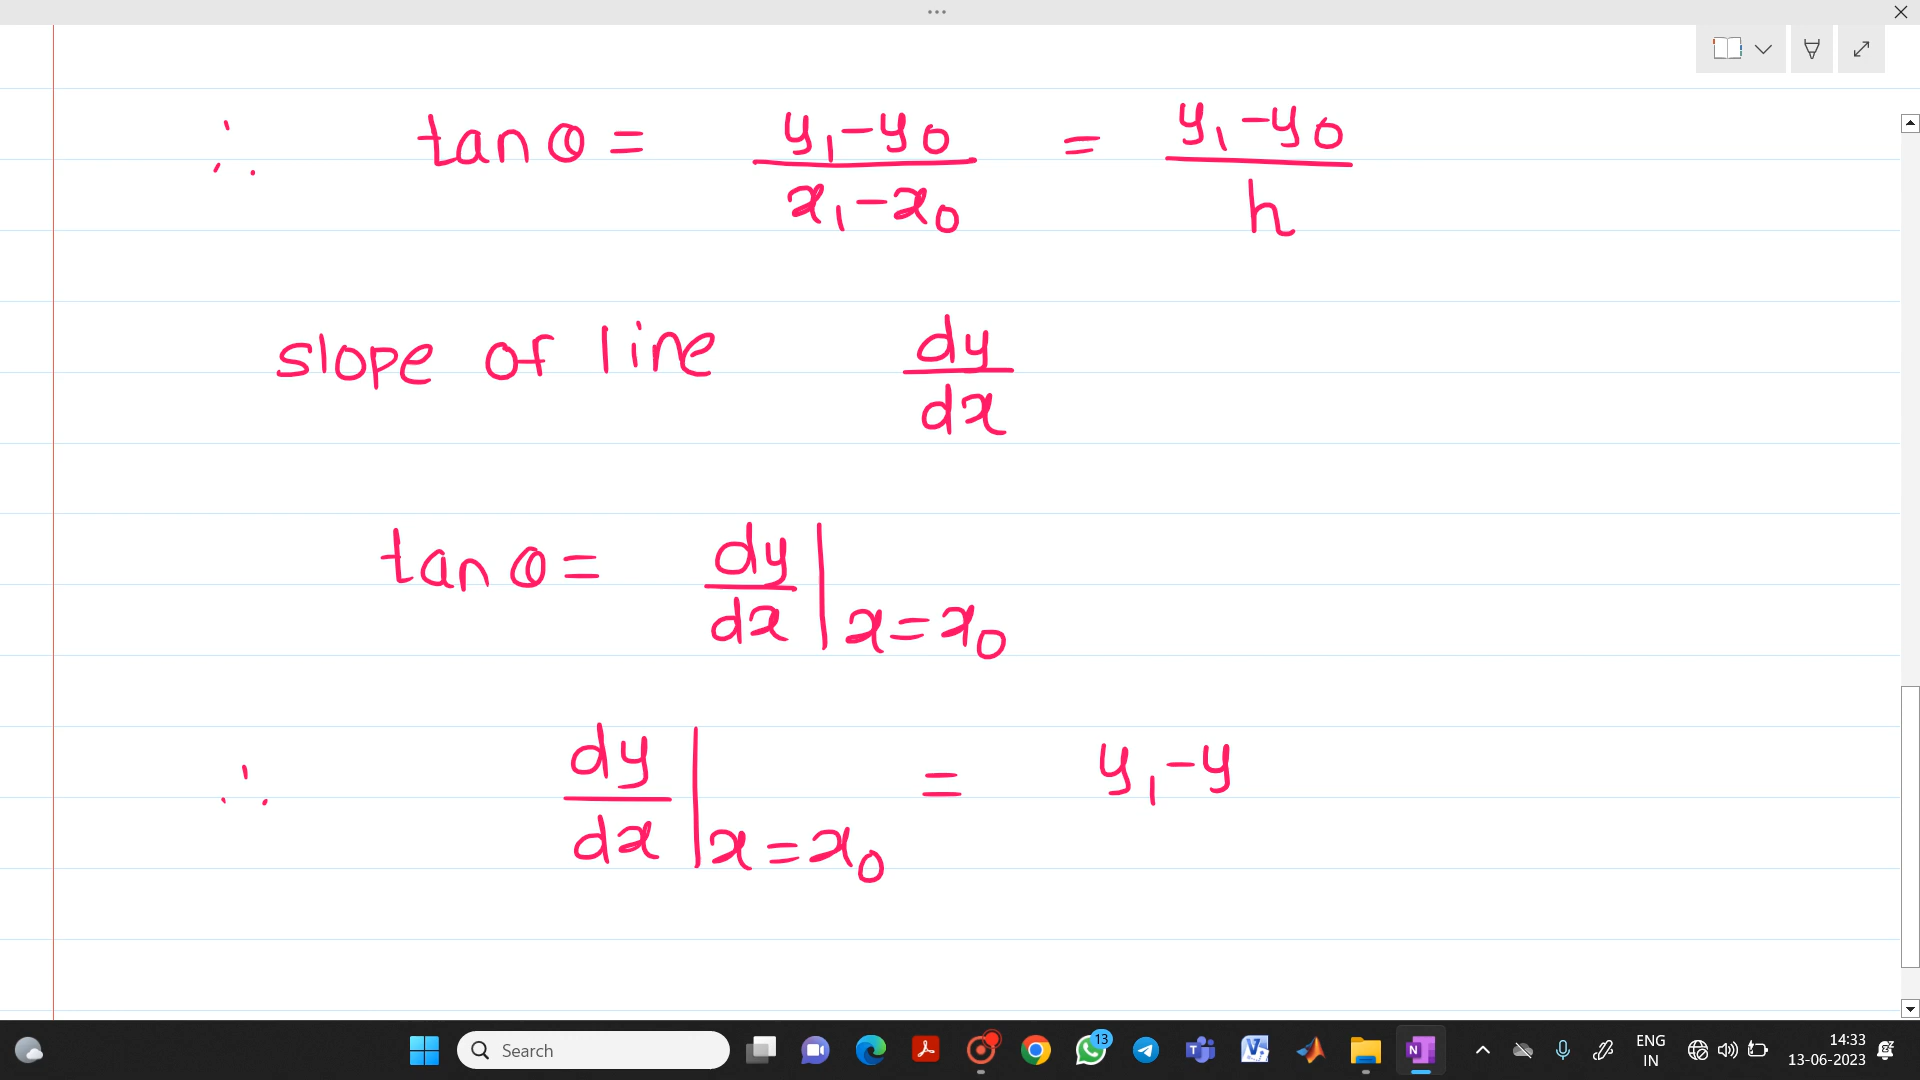 ∴ tan θ = y₁-y₀/x₁-x₀ = y₁-y₀/h
slope of line dy/dx
tan θ = dy/dx | x=x₀
∴ dy/dx | x=x₀ = y₁-y
Search
13
ENG
IN
14:33
13-06-2023